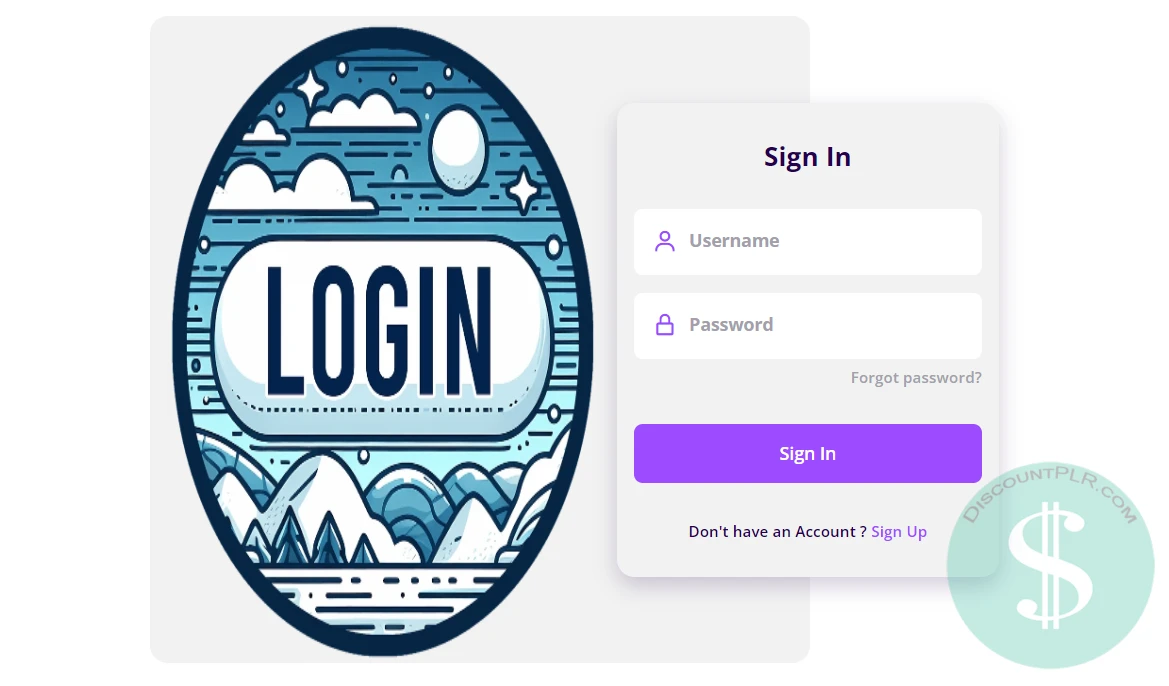 LOGIN
Sign In
Username
Password
Forgot password?
Sign In
Don't have an Account ? Sign Up
DiscountPLR.com
$